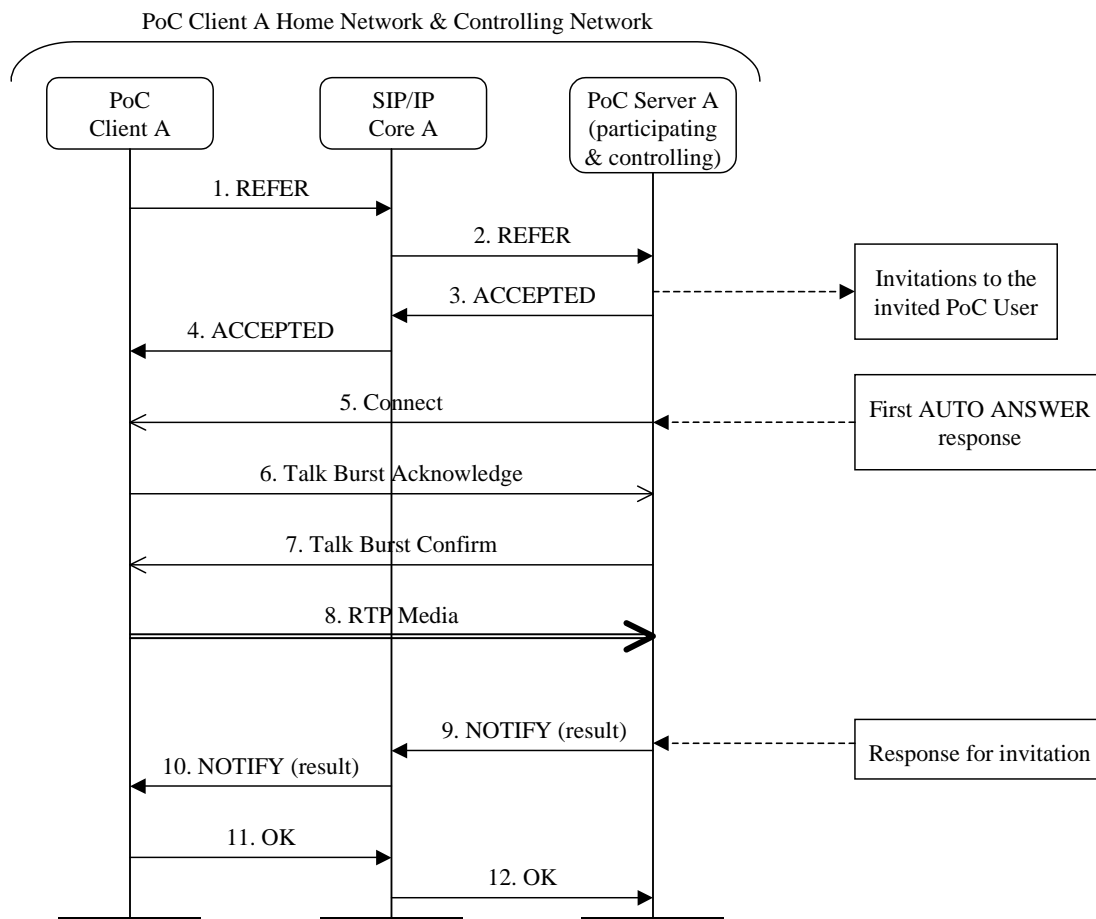 PoC Client A Home Network & Controlling Network
PoC
Client A
SIP/IP
Core A
PoC Server A
(participating
& controlling)
1. REFER
2. REFER
3. ACCEPTED
Invitations to the
invited PoC User
4. ACCEPTED
5. Connect
First AUTO ANSWER
response
6. Talk Burst Acknowledge
7. Talk Burst Confirm
8. RTP Media
9. NOTIFY (result)
Response for invitation
10. NOTIFY (result)
11. OK
12. OK